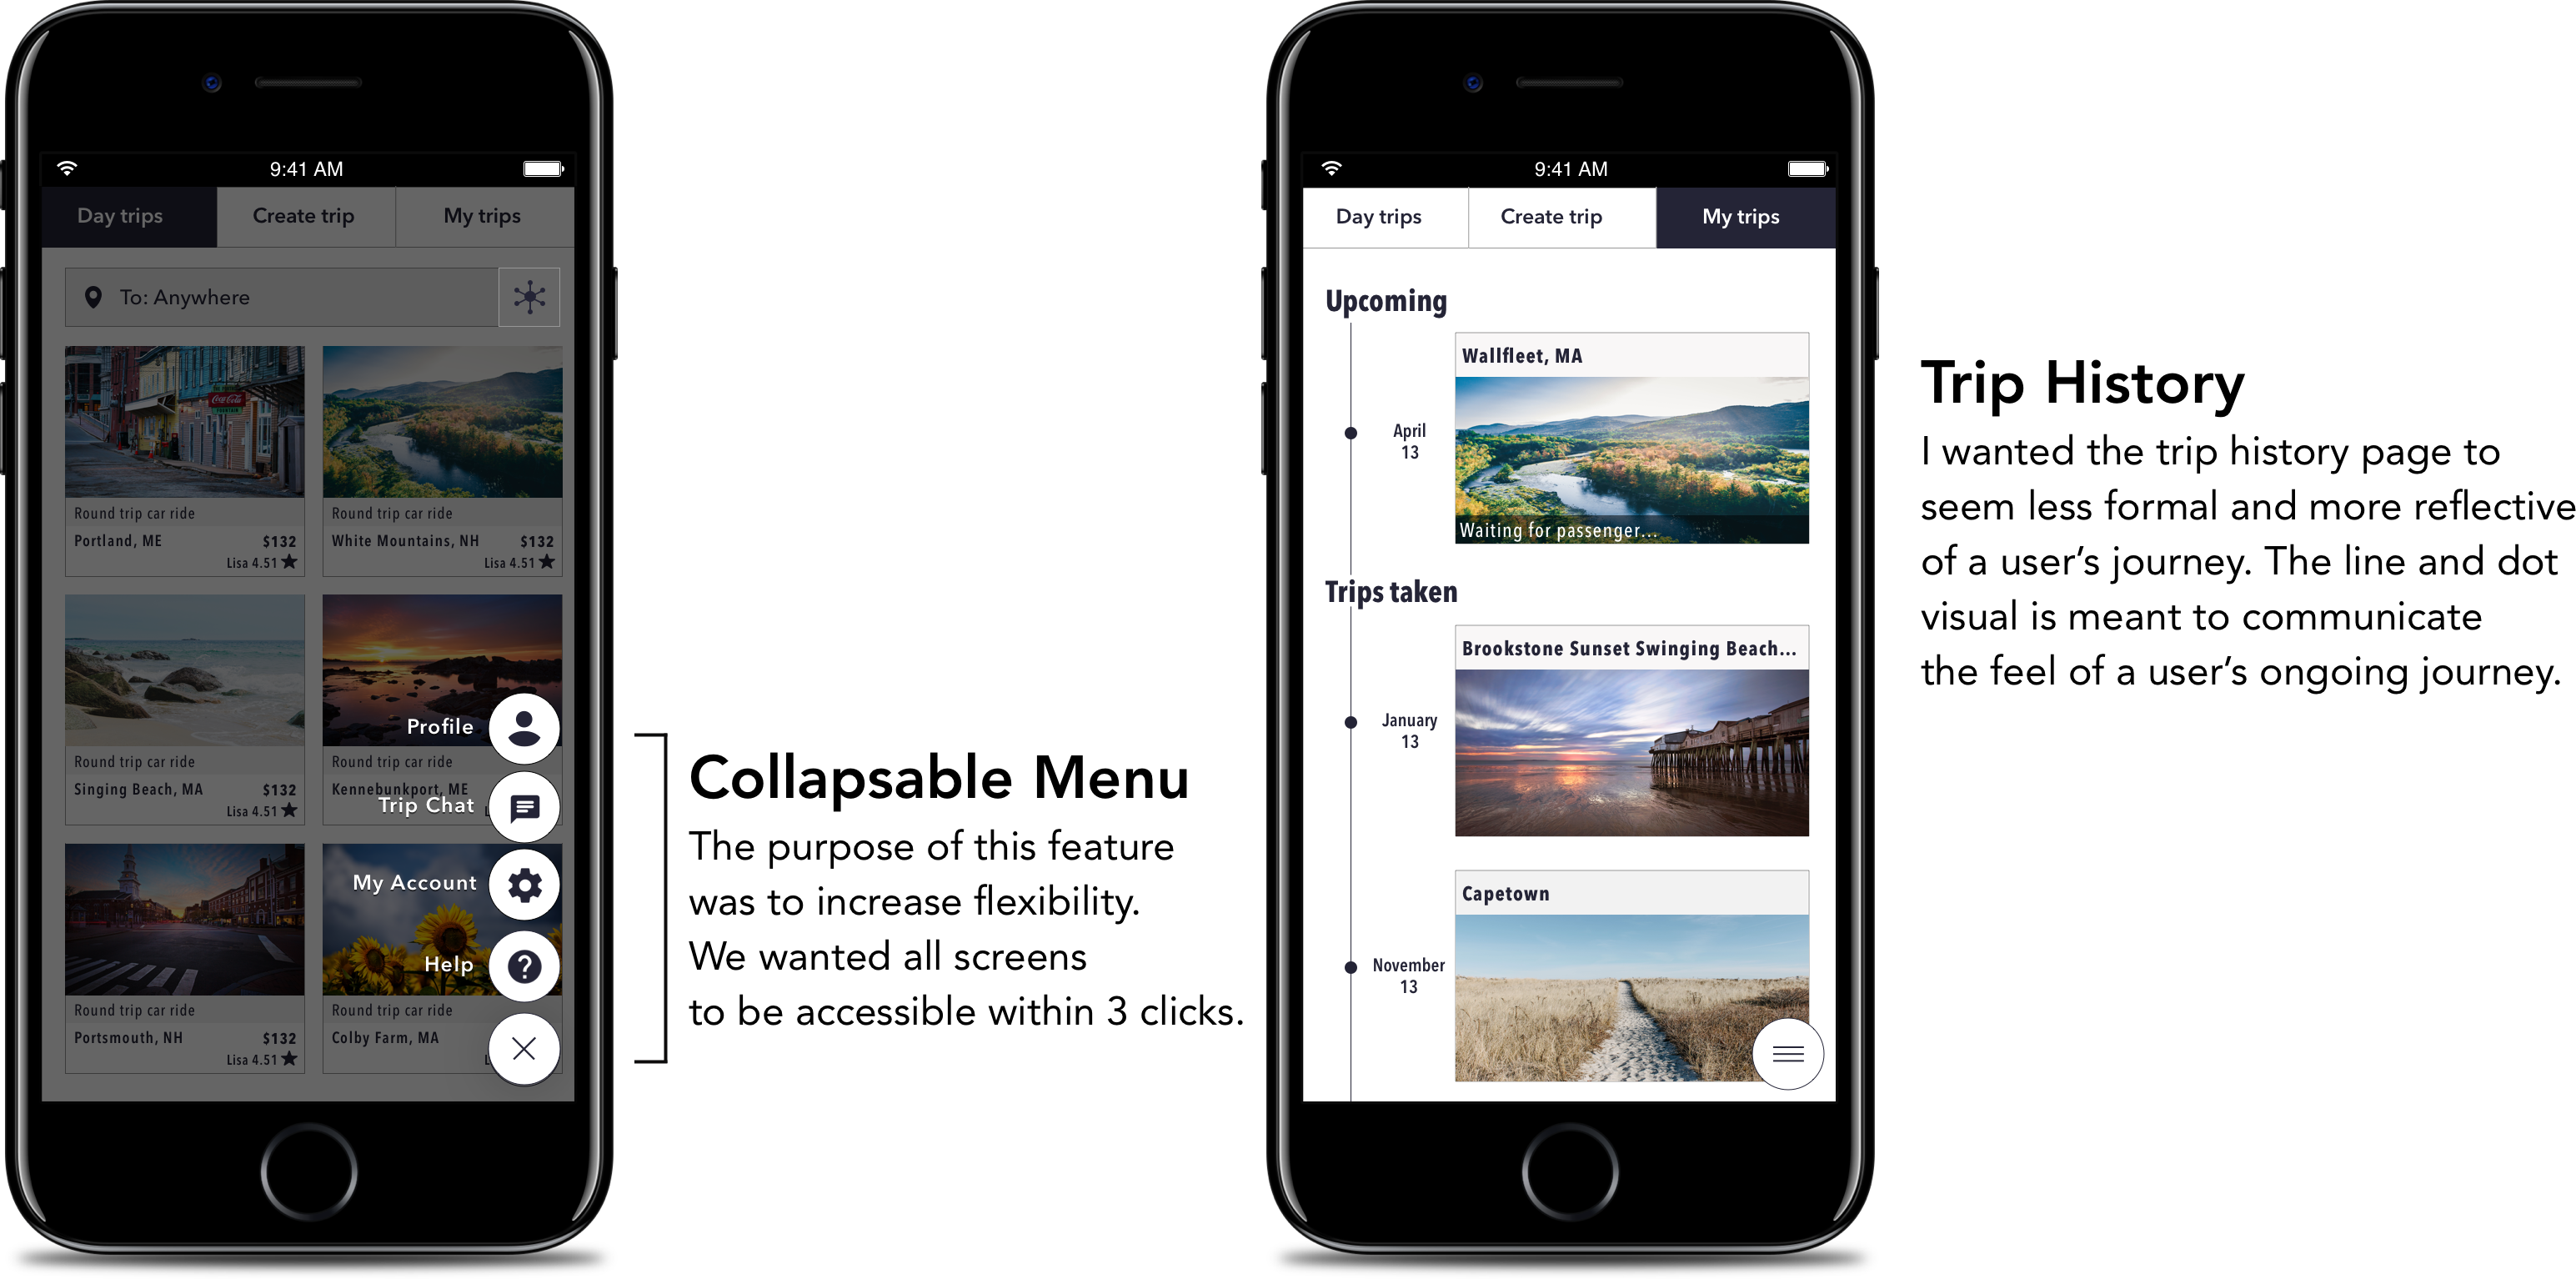 9:41 AM
Day trips
Create trip
My trips
To: Anywhere
Coca-Cola
Round trip car ride
Portland, ME $132
Lisa 4.51
Round trip car ride
White Mountains, NH $132
Lisa 4.51
Round trip car ride
Singing Beach, MA $132
Lisa 4.51
Round trip car ride
Kennebunkport, ME
L
Round trip car ride
Portsmouth, NH $132
Lisa 4.51
Round trip car ride
Colby Farm, MA
L
Profile
Trip Chat
My Account
Help
Collapsable Menu
The purpose of this feature
was to increase flexibility.
We wanted all screens
to be accessible within 3 clicks.
9:41 AM
Day trips
Create trip
My trips
Upcoming
April
13
Wallfleet, MA
Waiting for passenger...
Trips taken
January
13
Brookstone Sunset Swinging Beach...
November
13
Capetown
Trip History
I wanted the trip history page to
seem less formal and more reflective
of a user’s journey. The line and dot
visual is meant to communicate
the feel of a user’s ongoing journey.